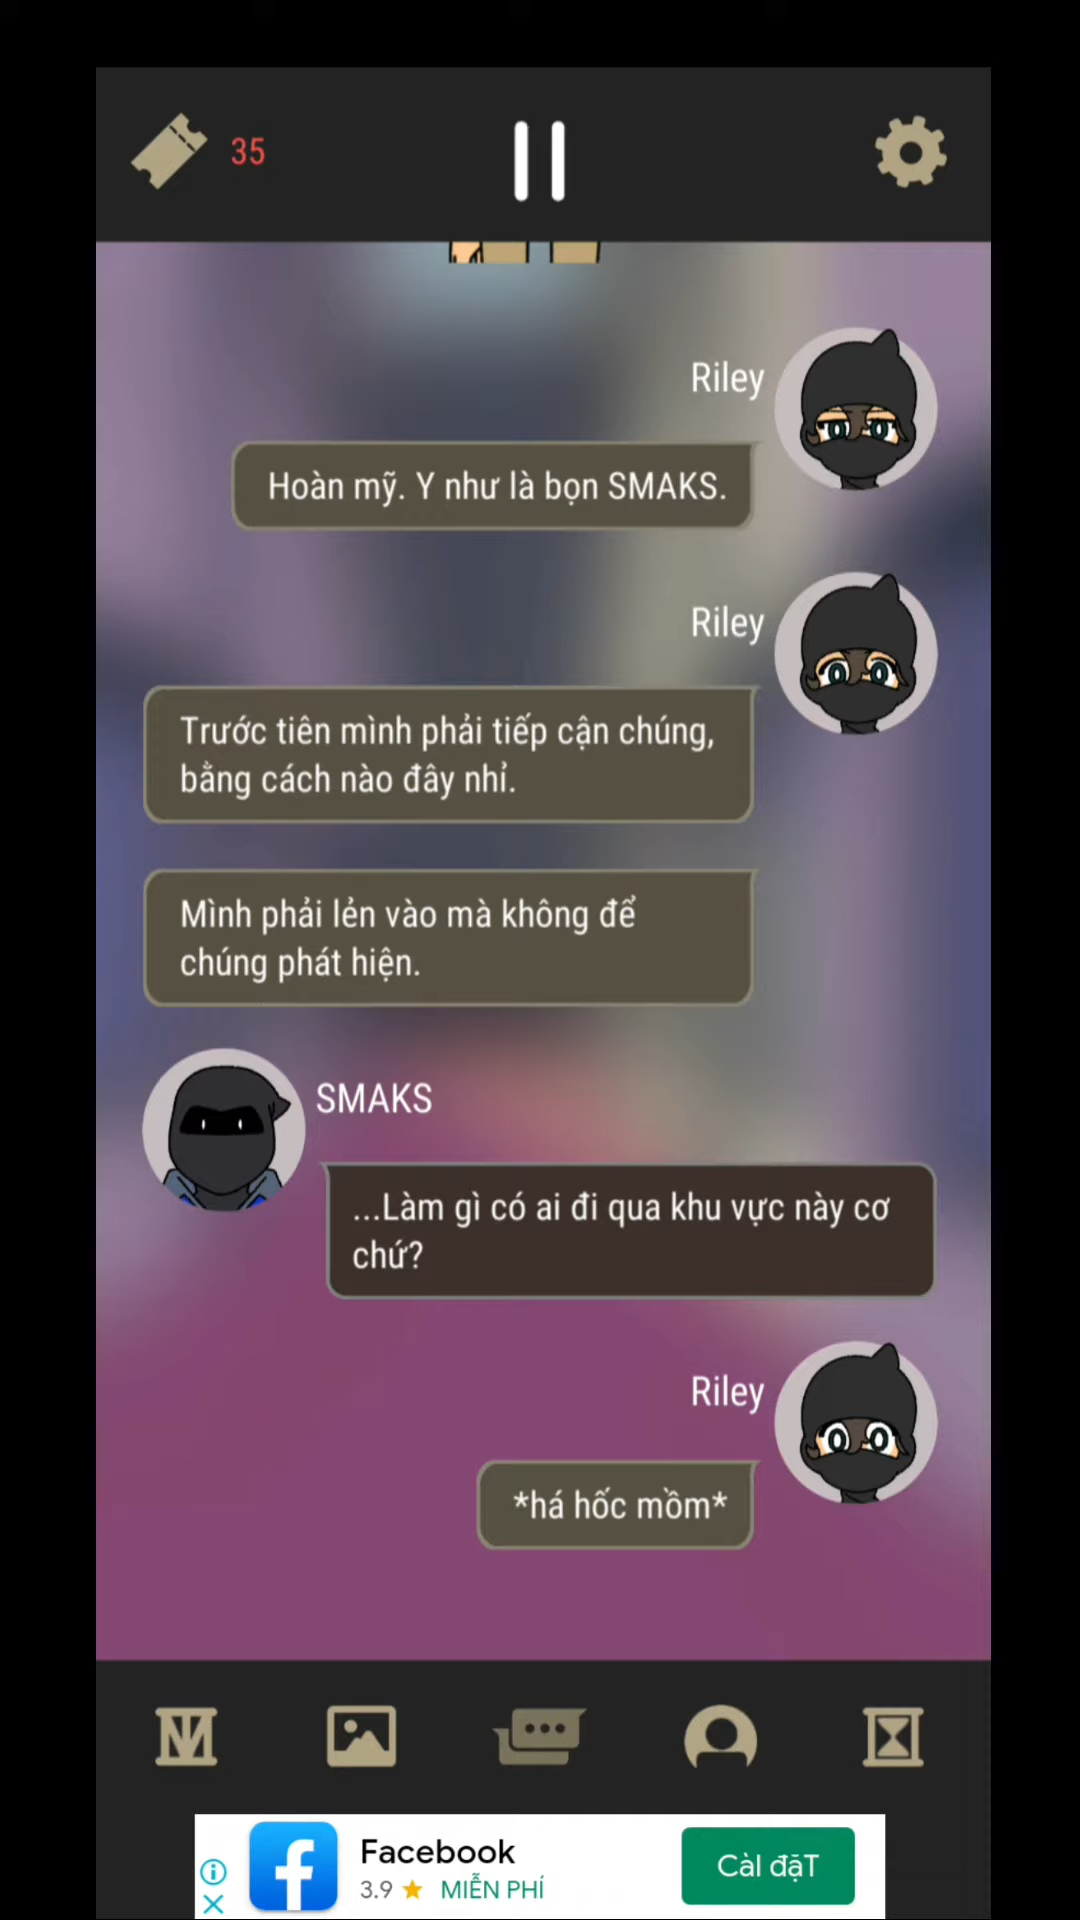 35
Riley
Hoàn mỹ. Y như là bọn SMAKS.
Riley
Trước tiên mình phải tiếp cận chúng,
bằng cách nào đây nhỉ.
Mình phải lẻn vào mà không để
chúng phát hiện.
SMAKS
...Làm gì có ai đi qua khu vực này cơ
chứ?
Riley
*há hốc mồm*
Facebook
3.9 ★ MIỄN PHÍ
Càl đặT